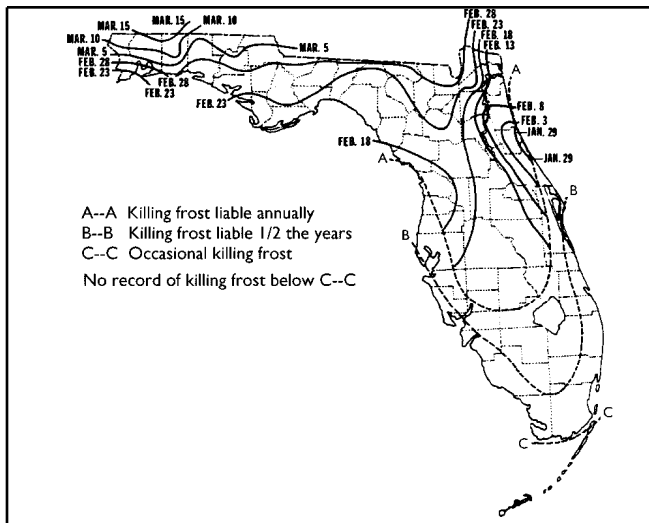 FEB. 28
FEB. 23
FEB. 18
FEB. 13
MAR. 15
MAR. 15
MAR. 10
MAR. 10
MAR. 5
MAR. 5
FEB. 28
FEB. 23
FEB. 28
FEB. 23
FEB. 23
A
FEB. 8
FEB. 3
JAN. 29
JAN. 29
FEB. 18
A
B
B
A--A Killing frost liable annually
B--B Killing frost liable 1/2 the years
C--C Occasional killing frost
No record of killing frost below C--C
C
C